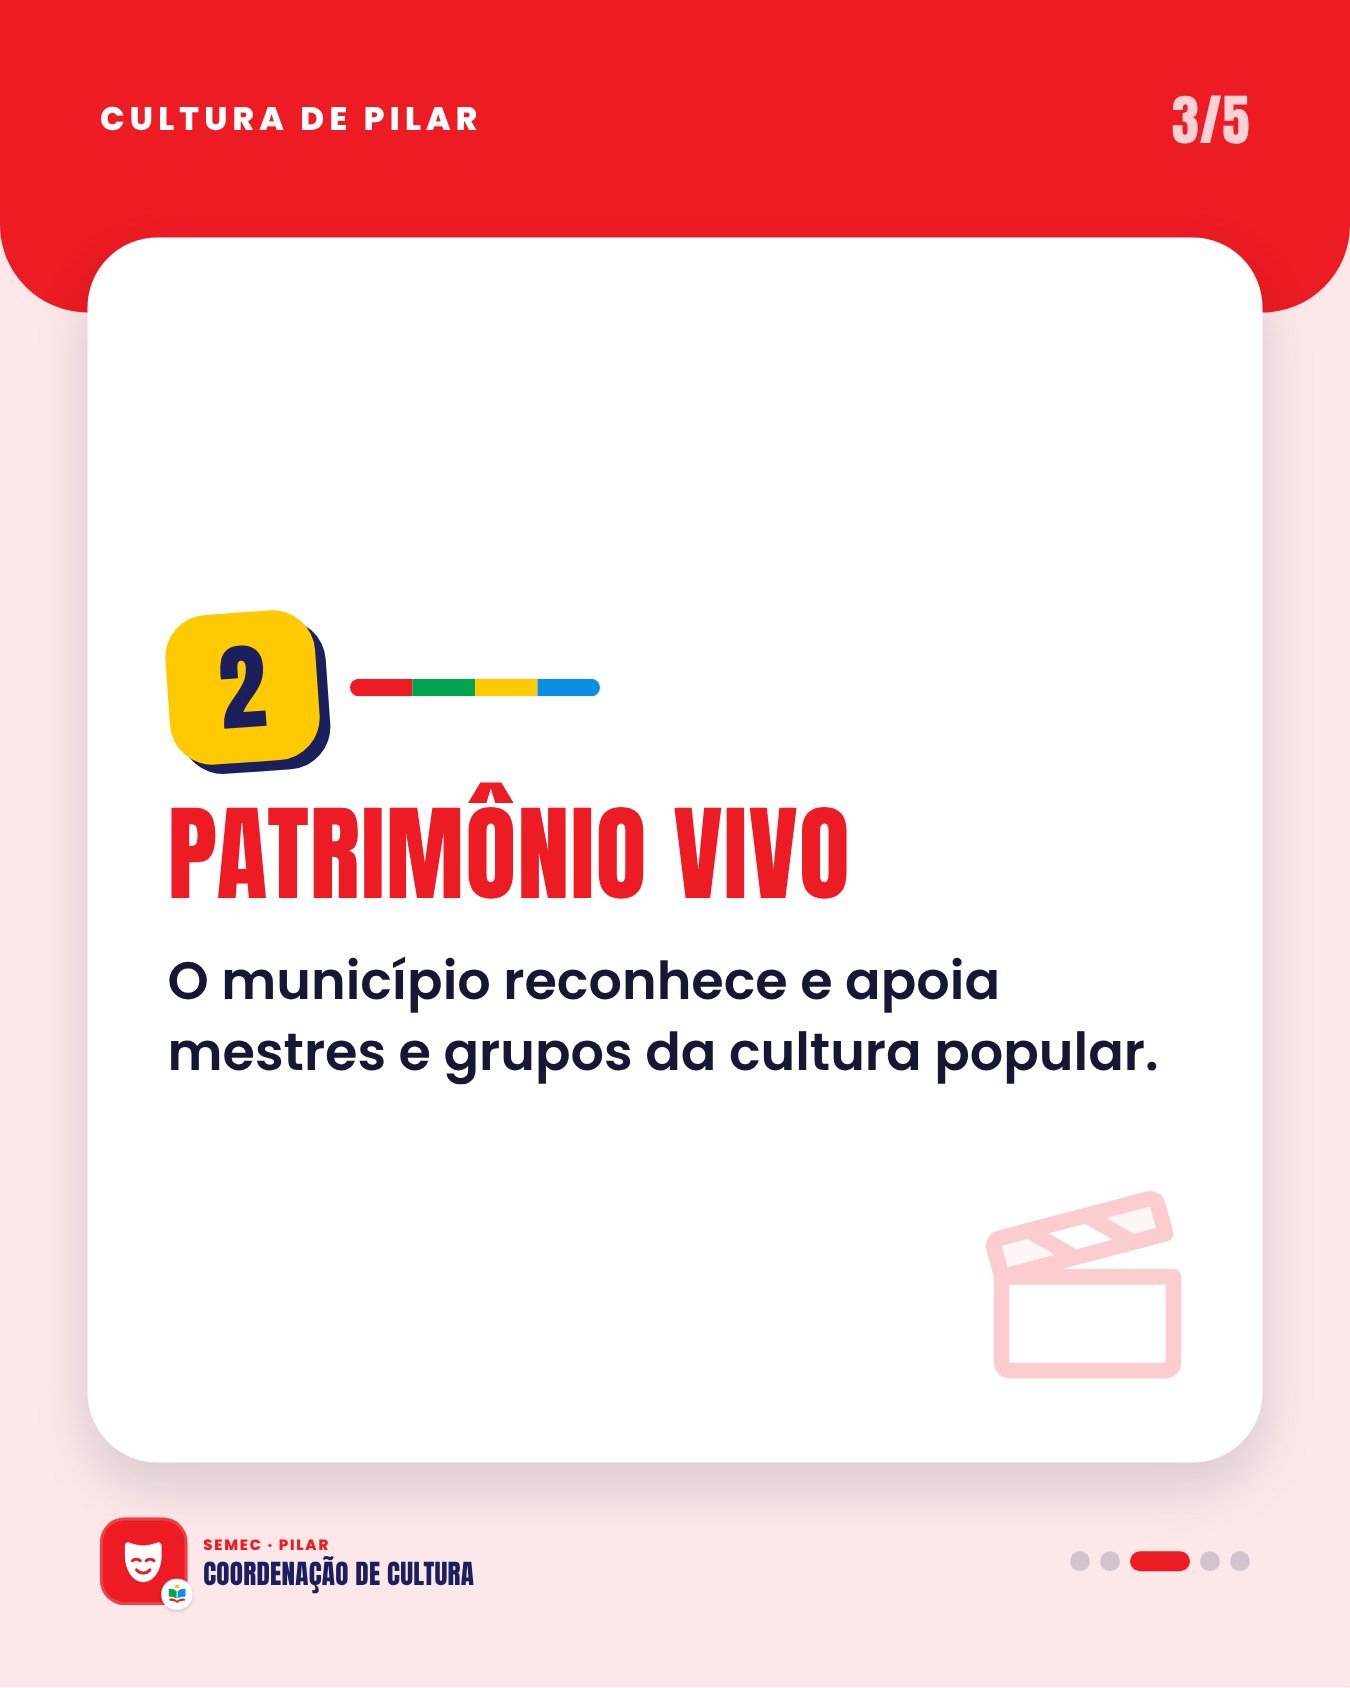 CULTURA DE PILAR
3/5
2
PATRIMÔNIO VIVO
O município reconhece e apoia
mestres e grupos da cultura popular.
SEMEC · PILAR
COORDENAÇÃO DE CULTURA